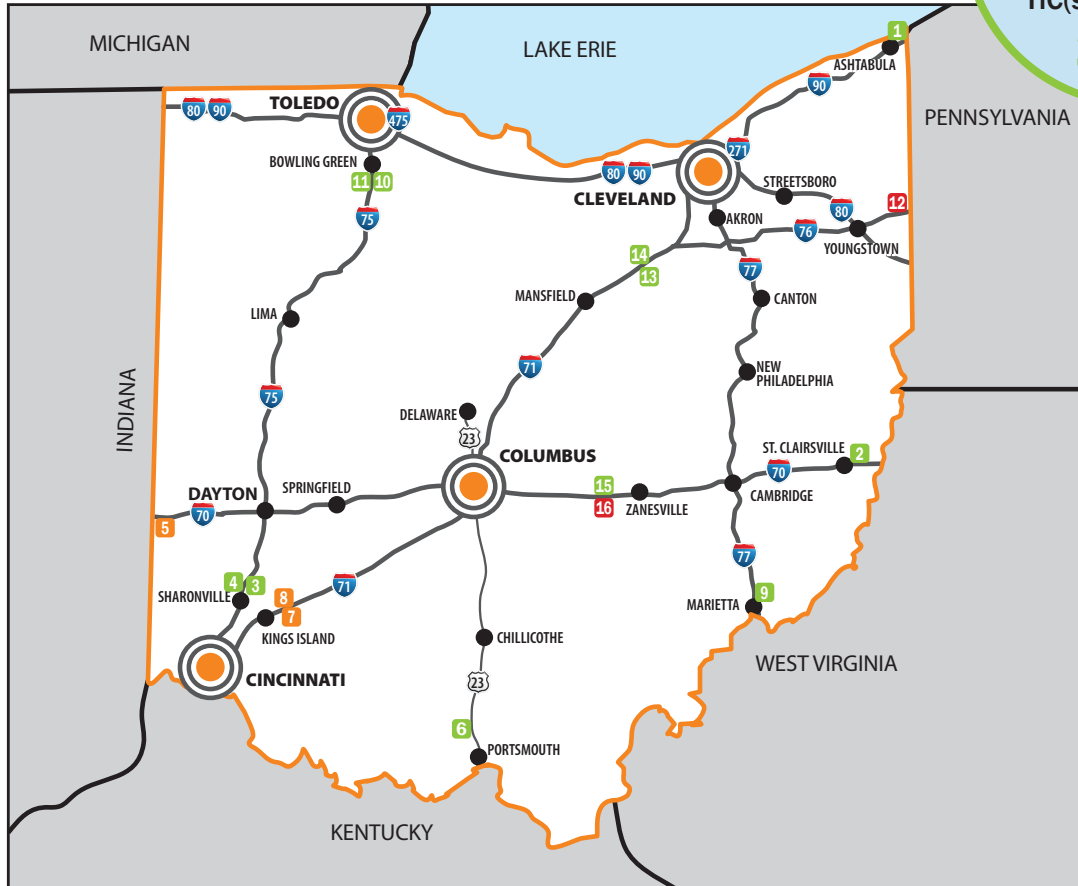 TIC(s
MICHIGAN
LAKE ERIE
1
ASHTABULA
90
PENNSYLVANIA
TOLEDO
80 90
475
271
BOWLING GREEN
11 10
80 90
CLEVELAND
STREETSBORO
80
12
AKRON
76
YOUNGSTOWN
75
14
13
77
MANSFIELD
CANTON
LIMA
71
NEW
PHILADELPHIA
INDIANA
75
DELAWARE
23
COLUMBUS
ST. CLAIRSVILLE
2
70
DAYTON
SPRINGFIELD
15
16
ZANESVILLE
CAMBRIDGE
5
70
77
4 3
SHARONVILLE
8
7
71
KINGS ISLAND
9
MARIETTA
CHILLICOTHE
WEST VIRGINIA
CINCINNATI
23
6
PORTSMOUTH
KENTUCKY